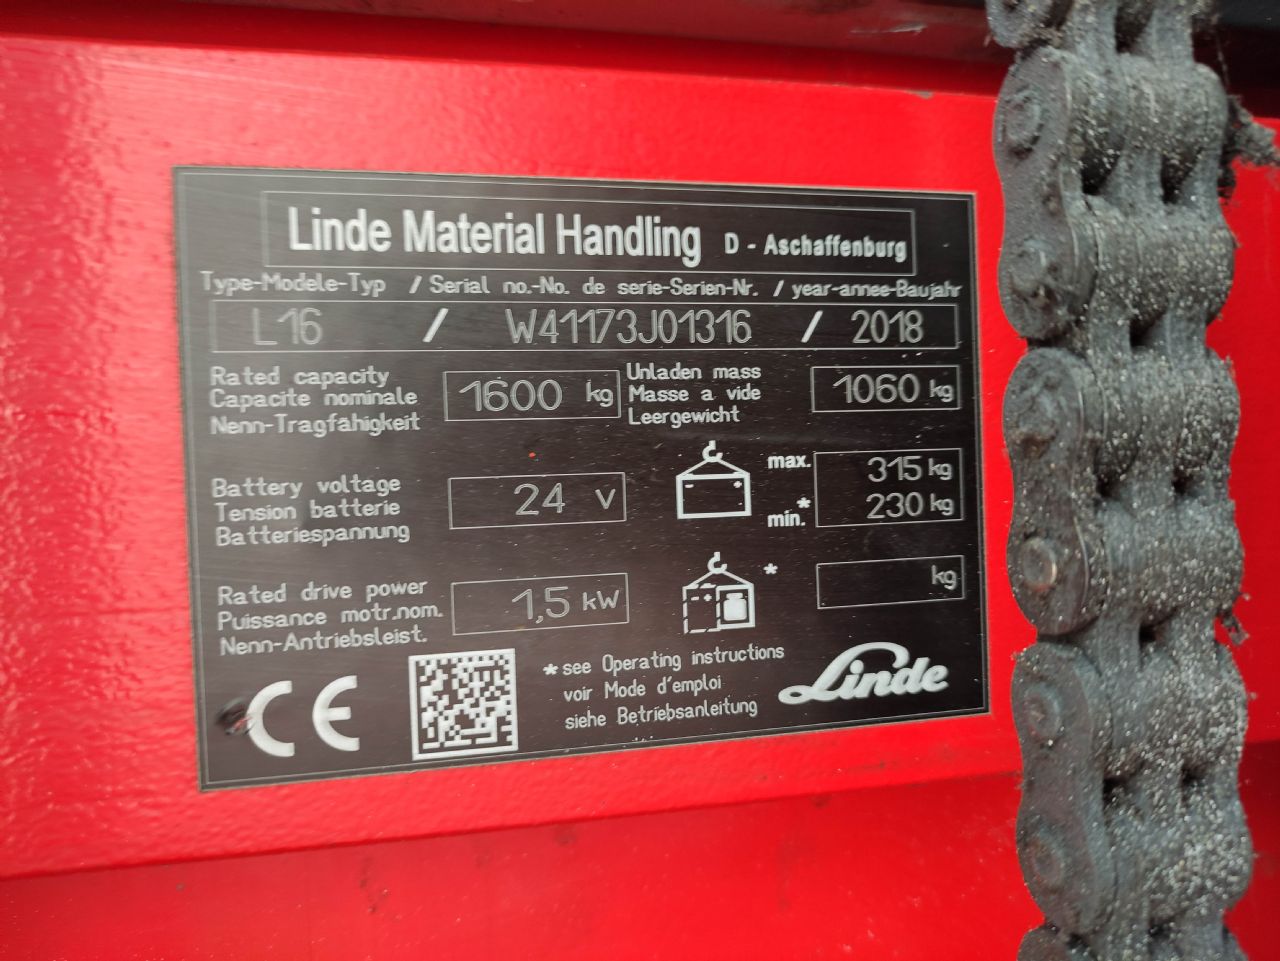 Linde Material Handling D - Aschaffenburg
Type-Modele-Typ / Serial no.-No. de serie-Serien-Nr. / year-annee-Baujahr
L16 / W41173J01316 / 2018
Rated capacity
Capacite nominale
Nenn-Tragfähigkeit
1600 kg
Unladen mass
Masse a vide
Leergewicht
1060 kg
Battery voltage
Tension batterie
Batteriespannung
24 V
max. 315 kg
min.* 230 kg
Rated drive power
Puissance motr.nom.
Nenn-Antriebsleist.
1,5 kW
* kg
CE
*see Operating instructions
voir Mode d'emploi
siehe Betriebsanleitung
Linde